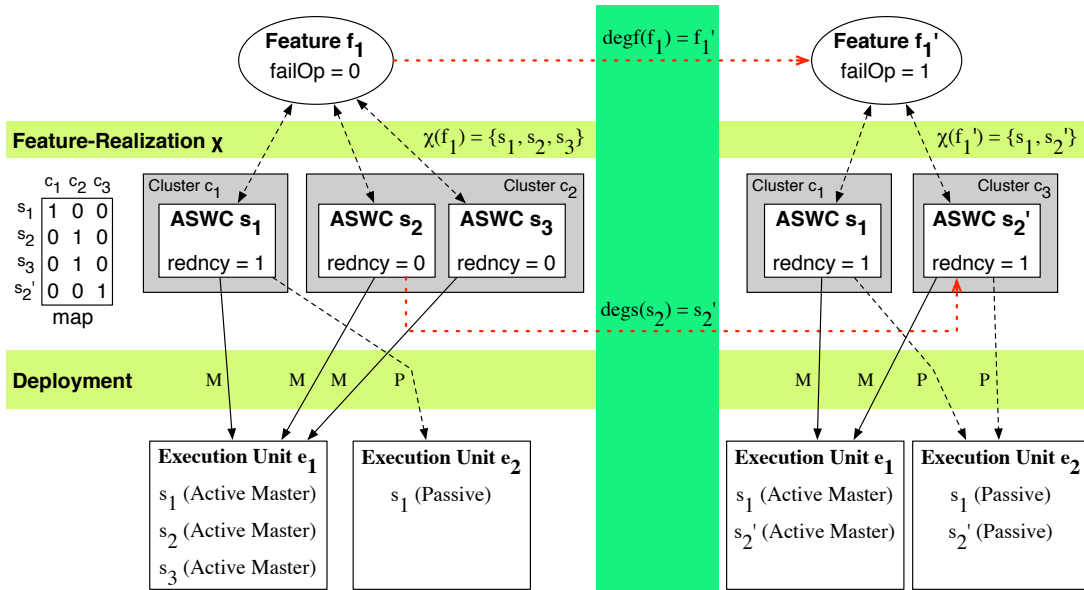 Feature f₁
failOp = 0
degf(f₁) = f₁'
Feature f₁'
failOp = 1
Feature-Realization χ
χ(f₁) = {s₁, s₂, s₃}
χ(f₁') = {s₁, s₂'}
c₁ c₂ c₃
s₁ 1 0 0
s₂ 0 1 0
s₃ 0 1 0
s₂' 0 0 1
map
Cluster c₁
ASWC s₁
redncy = 1
Cluster c₂
ASWC s₂
redncy = 0
ASWC s₃
redncy = 0
Cluster c₁
ASWC s₁
redncy = 1
Cluster c₃
ASWC s₂'
redncy = 1
degs(s₂) = s₂'
Deployment
M M M P
M M P P
Execution Unit e₁
s₁ (Active Master)
s₂ (Active Master)
s₃ (Active Master)
Execution Unit e₂
s₁ (Passive)
Execution Unit e₁
s₁ (Active Master)
s₂' (Active Master)
Execution Unit e₂
s₁ (Passive)
s₂' (Passive)